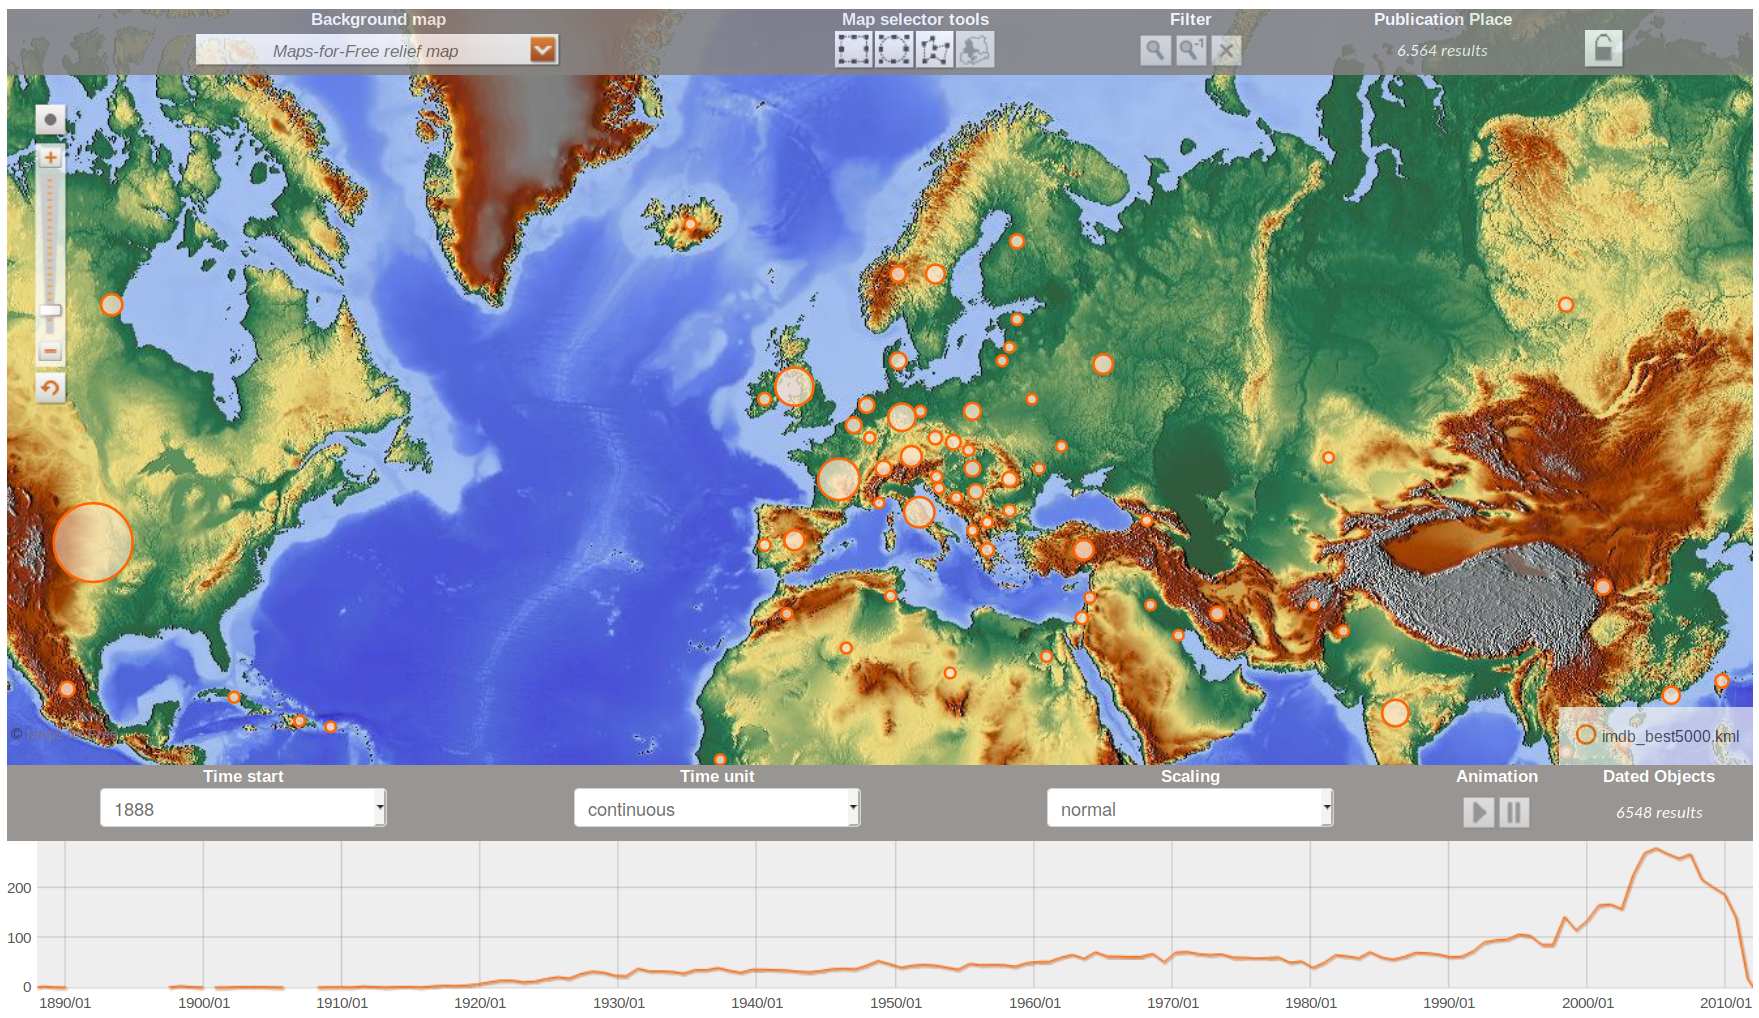 Background map
Map selector tools
Filter
Publication Place
Maps-for-Free relief map
-1
6.564 results
imdb_best5000.kml
Time start
Time unit
Scaling
Animation
Dated Objects
1888
continuous
normal
6548 results
200
100
0
1890/01
1900/01
1910/01
1920/01
1930/01
1940/01
1950/01
1960/01
1970/01
1980/01
1990/01
2000/01
2010/01